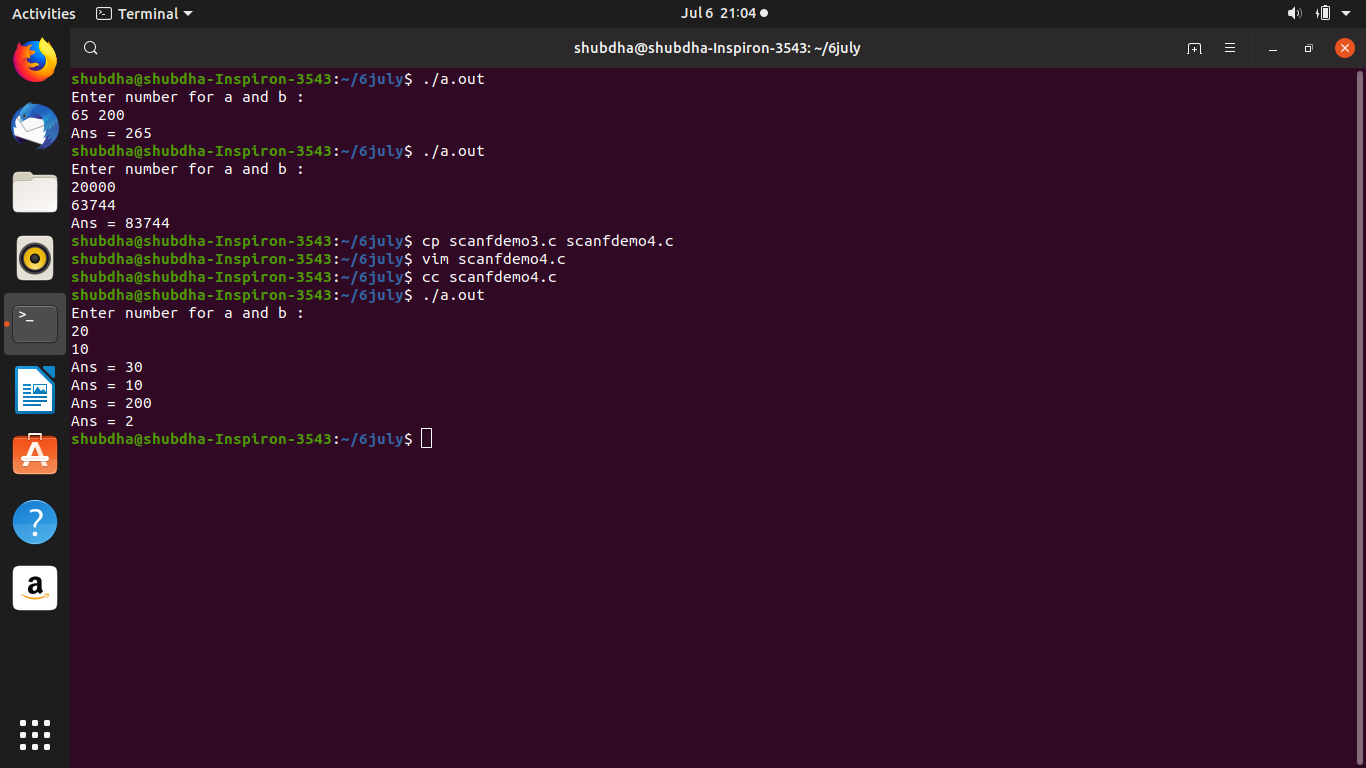 Activities Terminal Jul 6 21:04
shubdha@shubdha-Inspiron-3543: ~/6july
shubdha@shubdha-Inspiron-3543:~/6july$ ./a.out
Enter number for a and b :
65 200
Ans = 265
shubdha@shubdha-Inspiron-3543:~/6july$ ./a.out
Enter number for a and b :
20000
63744
Ans = 83744
shubdha@shubdha-Inspiron-3543:~/6july$ cp scanfdemo3.c scanfdemo4.c
shubdha@shubdha-Inspiron-3543:~/6july$ vim scanfdemo4.c
shubdha@shubdha-Inspiron-3543:~/6july$ cc scanfdemo4.c
shubdha@shubdha-Inspiron-3543:~/6july$ ./a.out
Enter number for a and b :
20
10
Ans = 30
Ans = 10
Ans = 200
Ans = 2
shubdha@shubdha-Inspiron-3543:~/6july$